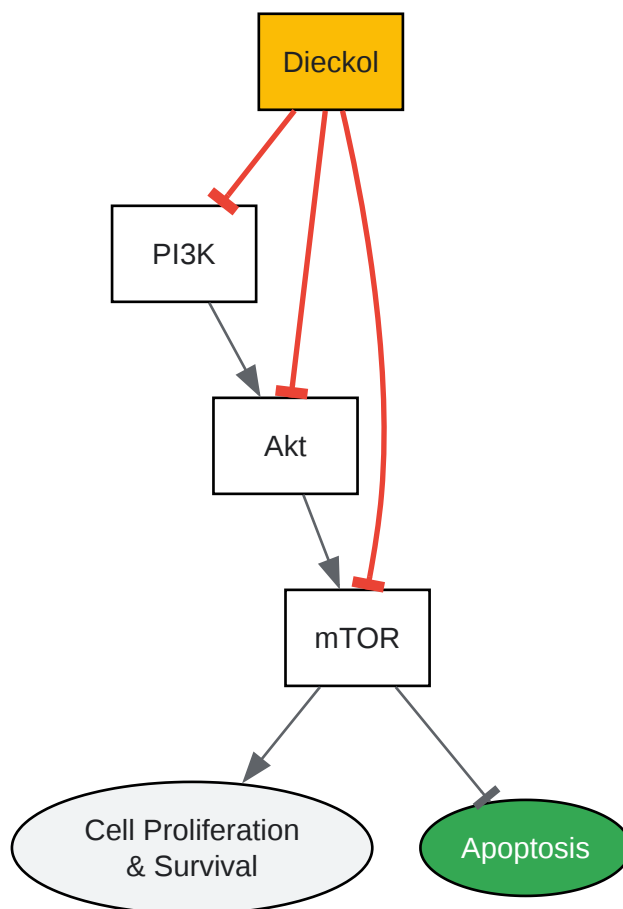 Dieckol
PI3K
Akt
mTOR
Cell Proliferation
& Survival
Apoptosis